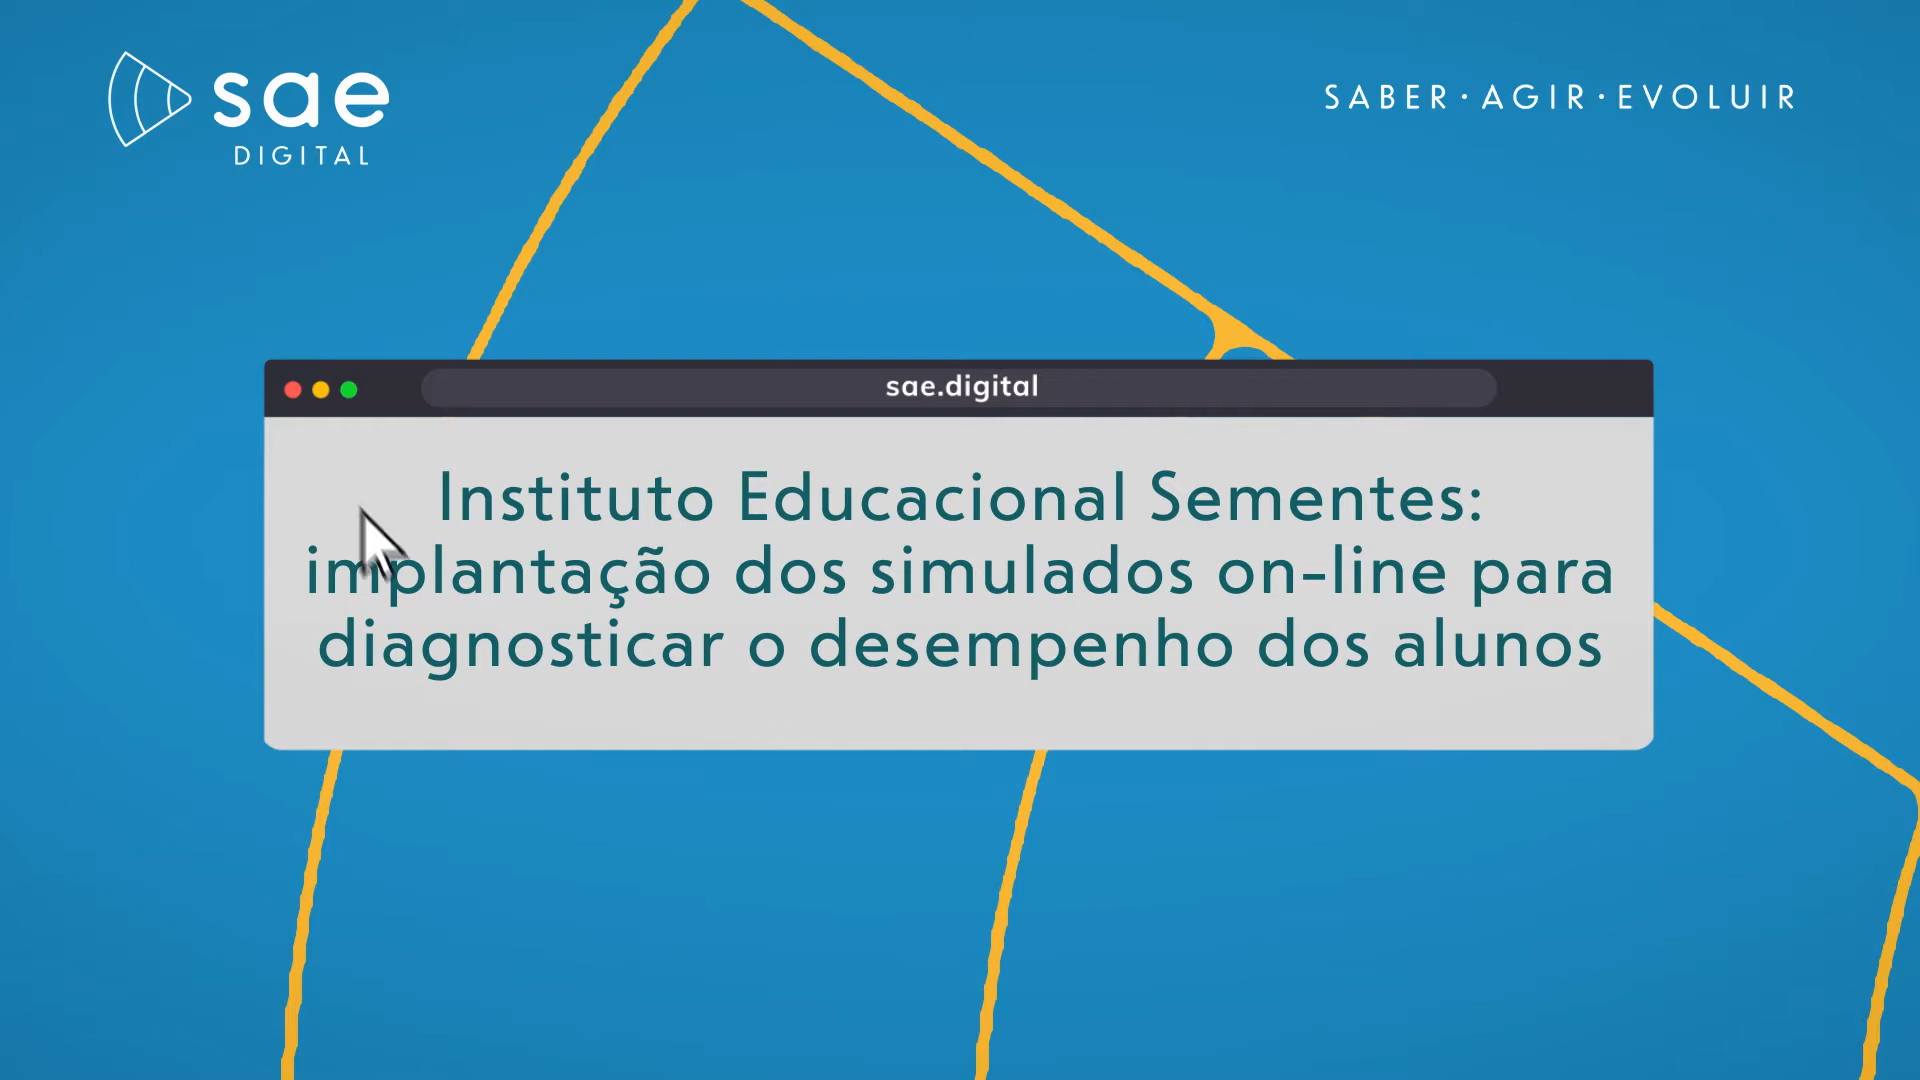 sae
DIGITAL
SABER·AGIR·EVOLUIR
sae.digital
Instituto Educacional Sementes:
implantação dos simulados on-line para
diagnosticar o desempenho dos alunos